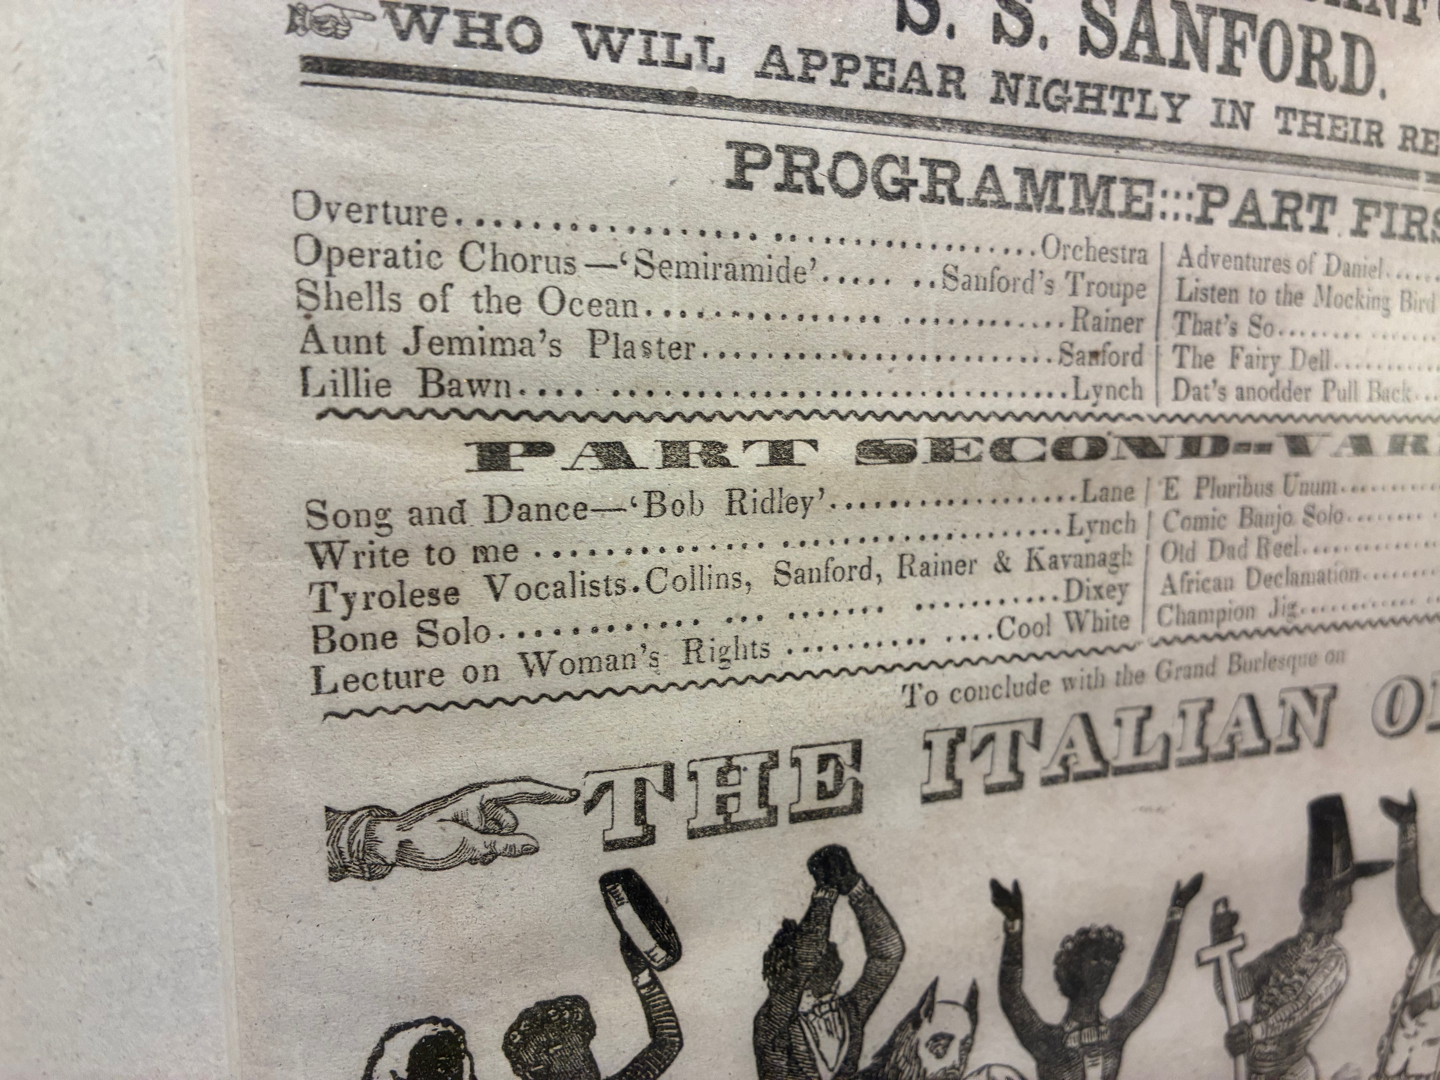 S. S. SANFORD.
WHO WILL APPEAR NIGHTLY IN THEIR
PROGRAMME:::PART
Overture........................................Orchestra
Operatic Chorus—‘Semiramide’..... ..Sanford's Troupe
Shells of the Ocean.............. ............Rainer
Aunt Jemima's Plaster............................Sanford
Lillie Bawn.... ............................Lynch
Adventures of Daniel......
Listen to the Mocking Bird
That's So.......
The Fairy Dell.......
Dat's anodder Pull Back...
PART SECOND--
Song and Dance—‘Bob Ridley’....................Lane
Write to me .................................Lynch
Tyrolese Vocalists.Collins, Sanford, Rainer & Kavanagh
Bone Solo............ ... ....... ...........Dixey
Lecture on Woman's Rights .......... ....Cool White
E Pluribus Unum.........
Comic Banjo Solo........
Old Dad Reel............
African Declamation.......
Champion Jig............
To conclude with the Grand Burlesque on
THE ITALIAN